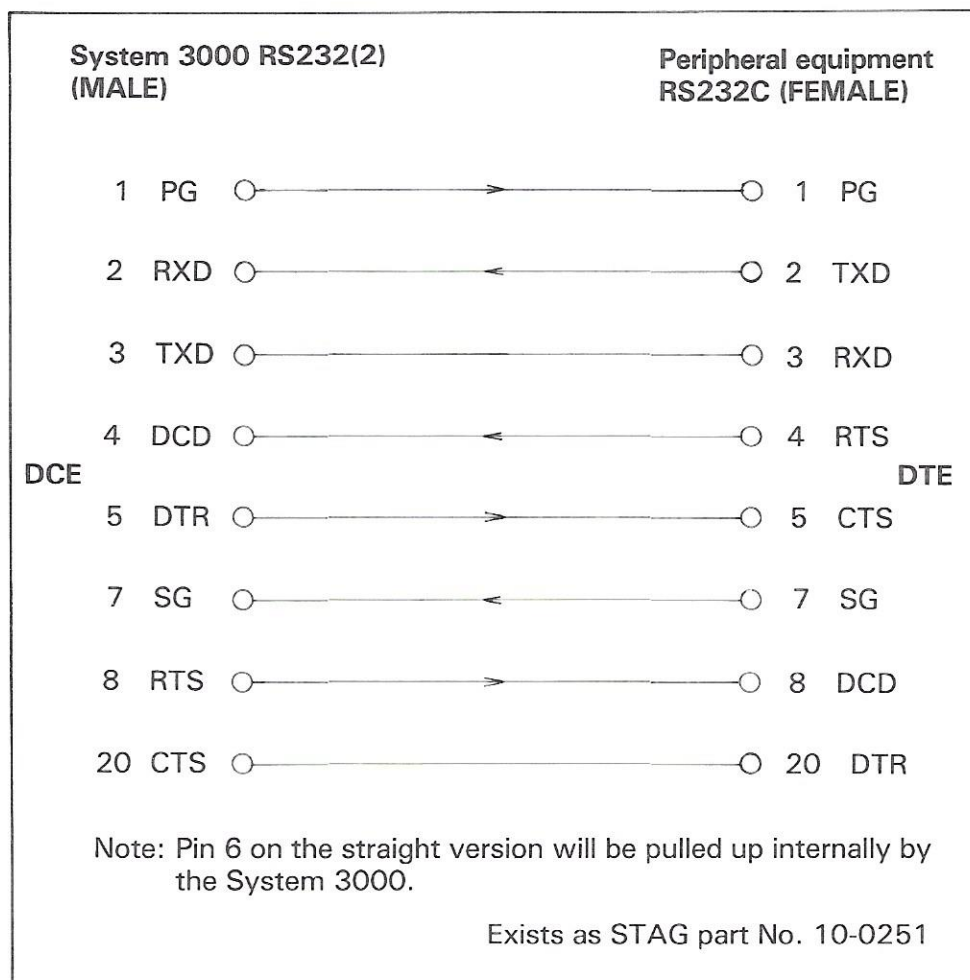 System 3000 RS232(2)
(MALE)
Peripheral equipment
RS232C (FEMALE)
1 PG 1 PG
2 RXD 2 TXD
3 TXD 3 RXD
4 DCD 4 RTS
DCE DTE
5 DTR 5 CTS
7 SG 7 SG
8 RTS 8 DCD
20 CTS 20 DTR
Note: Pin 6 on the straight version will be pulled up internally by
the System 3000.
Exists as STAG part No. 10-0251